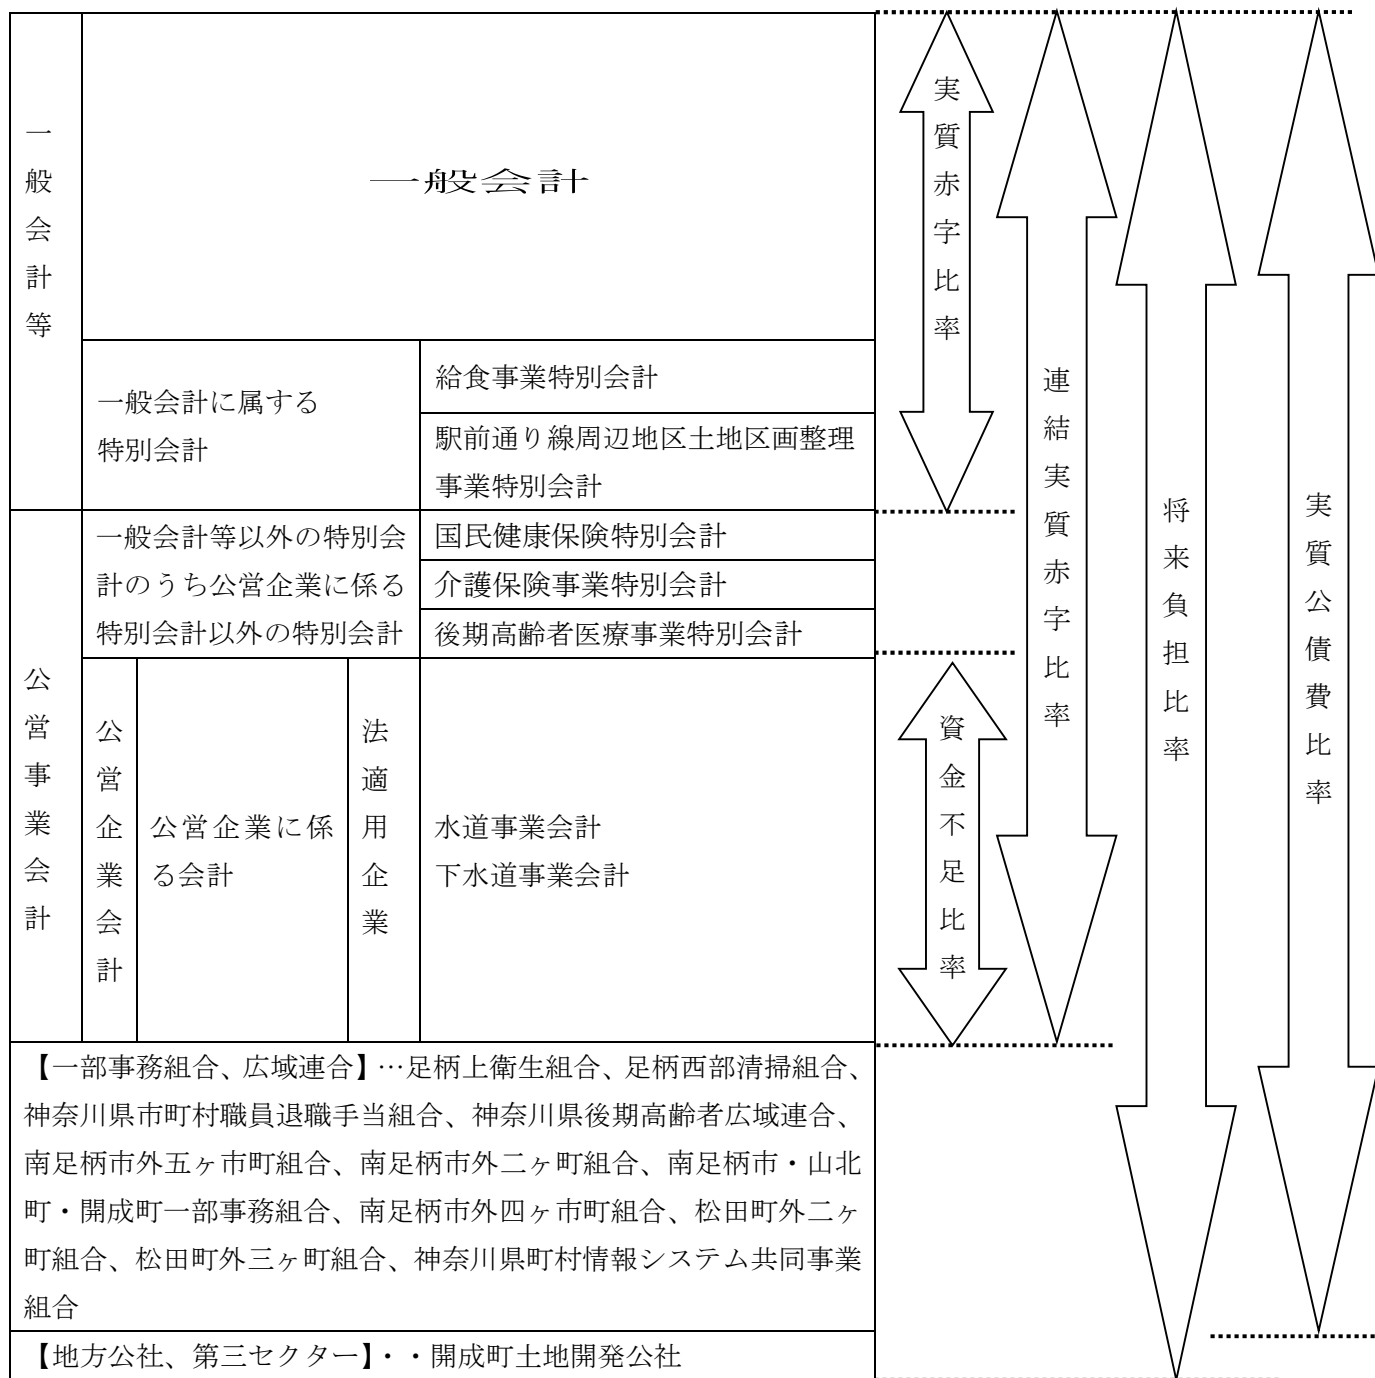 一般会計等
一般会計
一般会計に属する
特別会計
給食事業特別会計
駅前通り線周辺地区土地区画整理
事業特別会計
公営事業会計
一般会計等以外の特別会
計のうち公営企業に係る
特別会計以外の特別会計
国民健康保険特別会計
介護保険事業特別会計
後期高齢者医療事業特別会計
公営企業会計
公営企業に係
る会計
法適用企業
水道事業会計
下水道事業会計
【一部事務組合、広域連合】…足柄上衛生組合、足柄西部清掃組合、
神奈川県市町村職員退職手当組合、神奈川県後期高齢者広域連合、
南足柄市外五ヶ市町組合、南足柄市外二ヶ町組合、南足柄市・山北
町・開成町一部事務組合、南足柄市外四ヶ市町組合、松田町外二ヶ
町組合、松田町外三ヶ町組合、神奈川県町村情報システム共同事業
組合
【地方公社、第三セクター】・・開成町土地開発公社
実質赤字比率
資金不足比率
連結実質赤字比率
将来負担比率
実質公債費比率